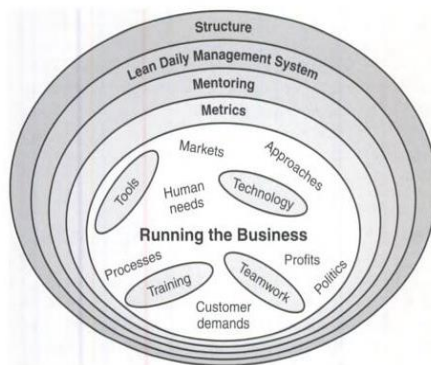 Structure
Lean Daily Management System
Mentoring
Metrics
Markets
Approaches
Tools
Human
needs
Technology
Running the Business
Processes
Profits
Training
Teamwork
Politics
Customer
demands